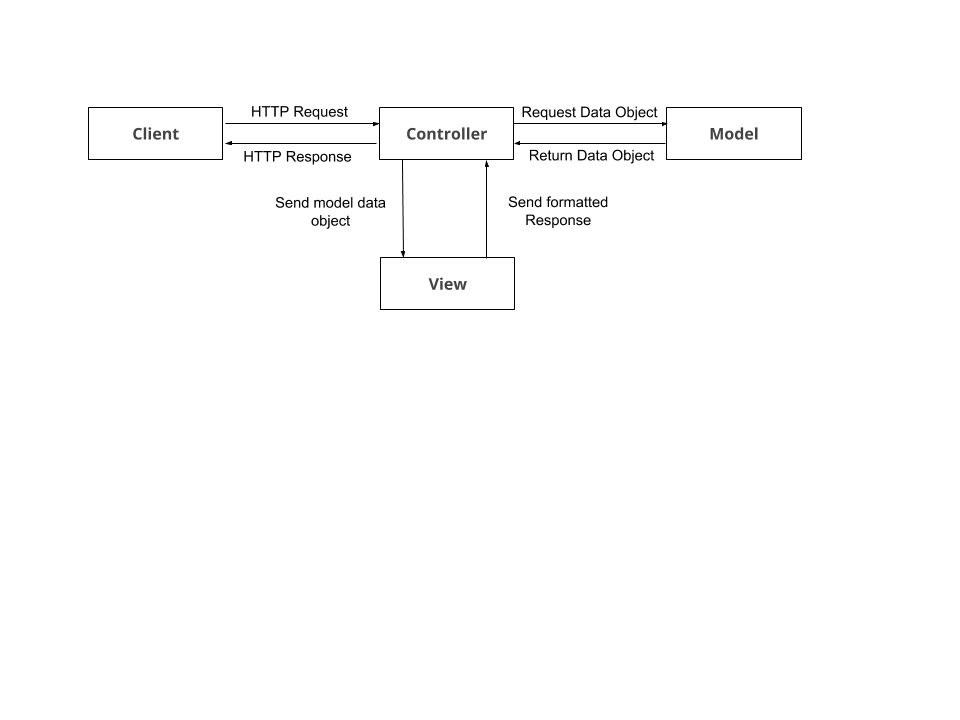 HTTP Request
Request Data Object
Client
Controller
Model
HTTP Response
Return Data Object
Send model data
object
Send formatted
Response
View